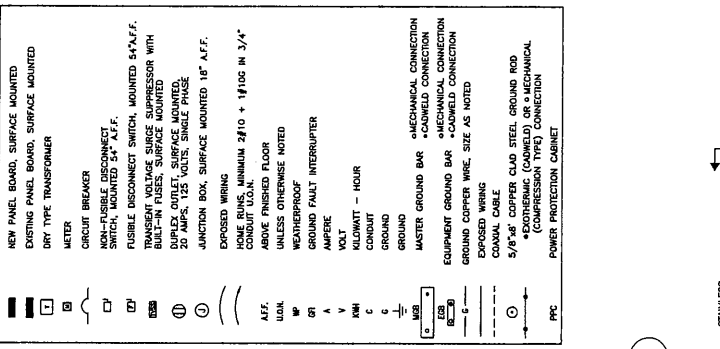 NEW PANEL BOARD, SURFACE MOUNTED
EXISTING PANEL BOARD, SURFACE MOUNTED
T DRY TYPE TRANSFORMER
M METER
CIRCUIT BREAKER
NON-FUSIBLE DISCONNECT
SWITCH, MOUNTED 54" A.F.F.
F FUSIBLE DISCONNECT SWITCH, MOUNTED 54"A.F.F.
TRANSIENT VOLTAGE SURGE SUPPRESSOR WITH
BUILT-IN FUSES, SURFACE MOUNTED
DUPLEX OUTLET, SURFACE MOUNTED,
20 AMPS, 125 VOLTS, SINGLE PHASE
J JUNCTION BOX, SURFACE MOUNTED 18" A.F.F.
EXPOSED WIRING
HOME RUNS, MINIMUM 2#10 + 1#10G IN 3/4"
CONDUIT U.O.N.
A.F.F. ABOVE FINISHED FLOOR
U.O.N. UNLESS OTHERWISE NOTED
WP WEATHERPROOF
GFI GROUND FAULT INTERRUPTER
A AMPERE
V VOLT
KWH KILOWATT - HOUR
C CONDUIT
G GROUND
GROUND
MGB MASTER GROUND BAR ○MECHANICAL CONNECTION
●CADWELD CONNECTION
EGB EQUIPMENT GROUND BAR ○MECHANICAL CONNECTION
●CADWELD CONNECTION
G GROUND COPPER WIRE, SIZE AS NOTED
EXPOSED WIRING
COAXIAL CABLE
5/8"x8' COPPER CLAD STEEL GROUND ROD
●EXOTHERMIC (CADWELD) OR ○ MECHANICAL
(COMPRESSION TYPE) CONNECTION
PPC POWER PROTECTION CABINET